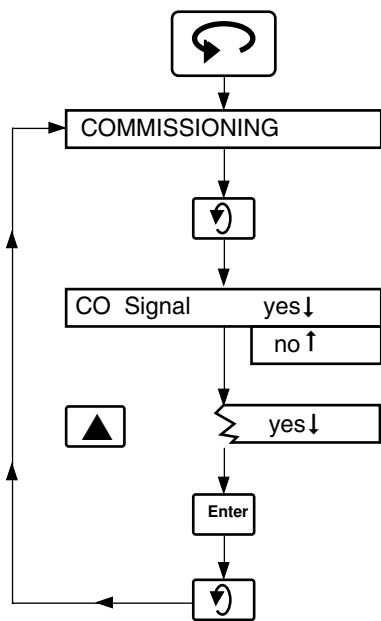 COMMISSIONING
CO Signal yes↓
no↑
yes↓
Enter